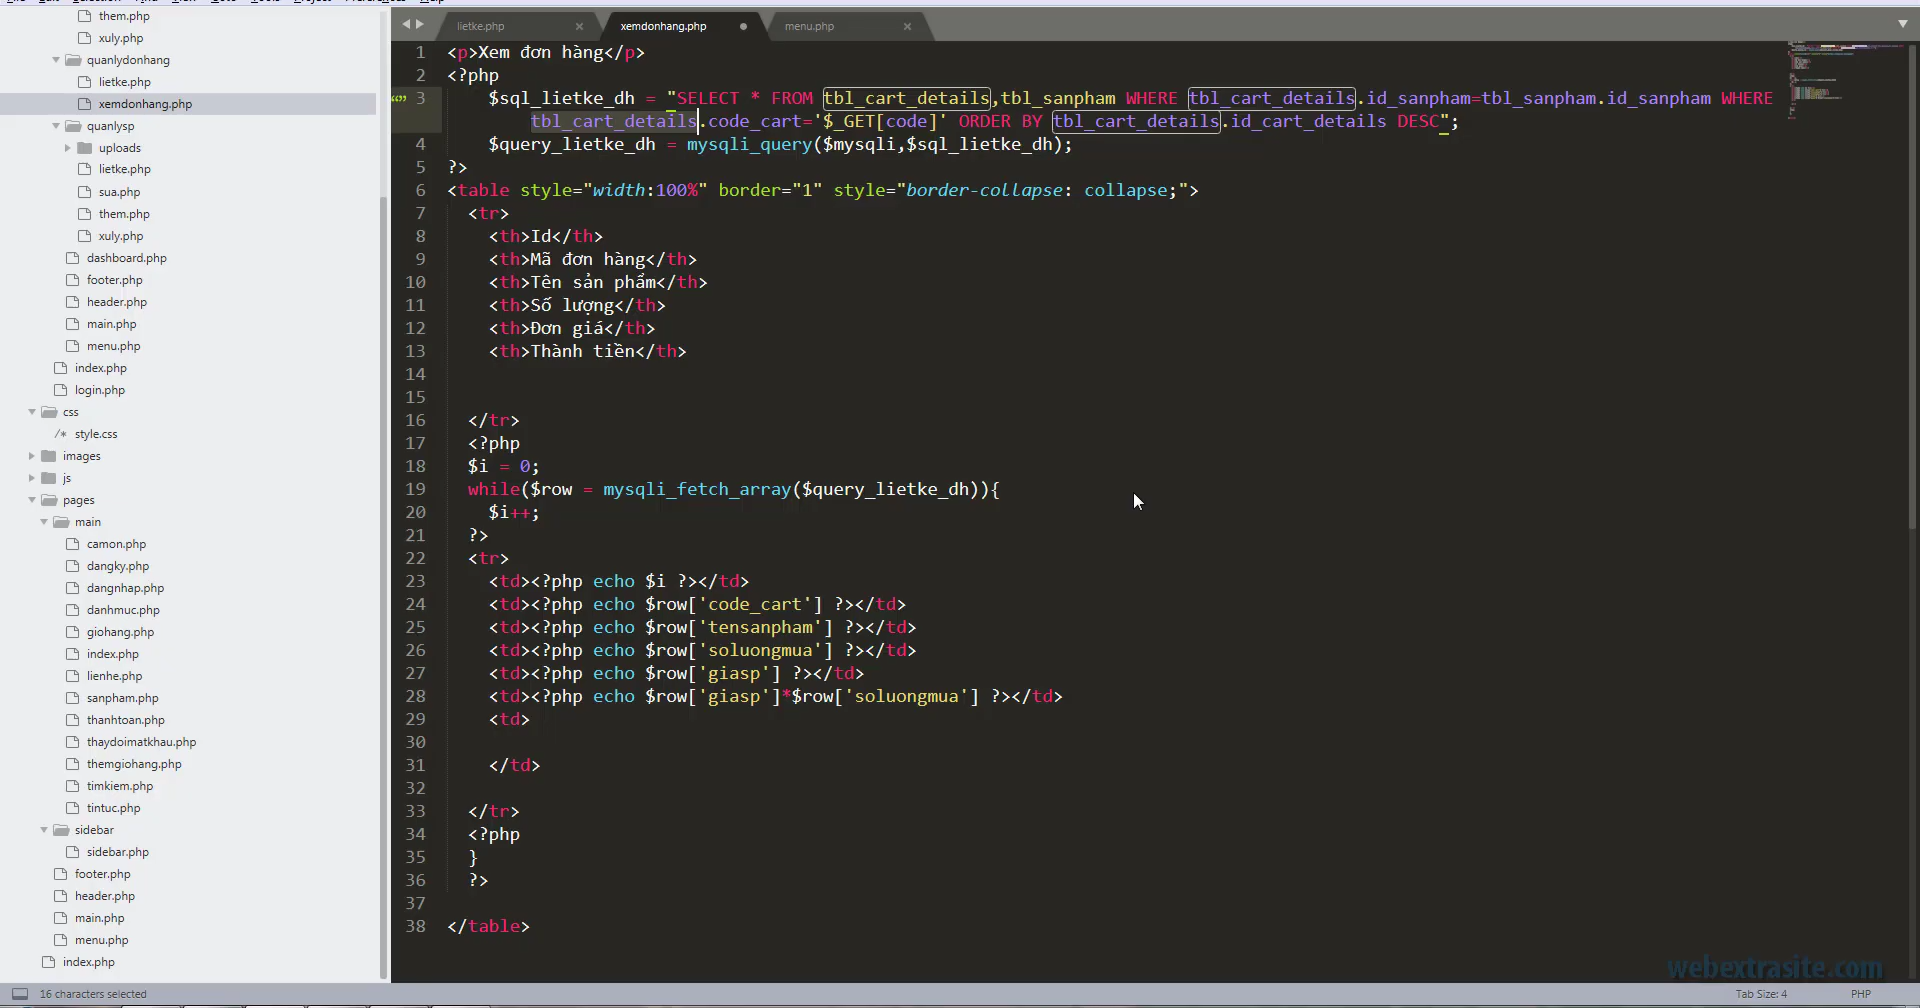 them.php
xuly.php
quanlydonhang
lietke.php
xemdonhang.php
quanlysp
uploads
lietke.php
sua.php
them.php
xuly.php
dashboard.php
footer.php
header.php
main.php
menu.php
index.php
login.php
css
/* style.css
images
js
pages
main
camon.php
dangky.php
dangnhap.php
danhmuc.php
giohang.php
index.php
lienhe.php
sanpham.php
thanhtoan.php
thaydoimatkhau.php
themgiohang.php
timkiem.php
tintuc.php
sidebar
sidebar.php
footer.php
header.php
main.php
menu.php
index.php
lietke.php × xemdonhang.php menu.php ×
1 <p>Xem đơn hàng</p>
2 <?php
3 $sql_lietke_dh = "SELECT * FROM tbl_cart_details,tbl_sanpham WHERE tbl_cart_details.id_sanpham=tbl_sanpham.id_sanpham WHERE
tbl_cart_details.code_cart='$_GET[code]' ORDER BY tbl_cart_details.id_cart_details DESC";
4 $query_lietke_dh = mysqli_query($mysqli,$sql_lietke_dh);
5 ?>
6 <table style="width:100%" border="1" style="border-collapse: collapse;">
7 <tr>
8 <th>Id</th>
9 <th>Mã đơn hàng</th>
10 <th>Tên sản phẩm</th>
11 <th>Số lượng</th>
12 <th>Đơn giá</th>
13 <th>Thành tiền</th>
14
15
16 </tr>
17 <?php
18 $i = 0;
19 while($row = mysqli_fetch_array($query_lietke_dh)){
20 $i++;
21 ?>
22 <tr>
23 <td><?php echo $i ?></td>
24 <td><?php echo $row['code_cart'] ?></td>
25 <td><?php echo $row['tensanpham'] ?></td>
26 <td><?php echo $row['soluongmua'] ?></td>
27 <td><?php echo $row['giasp'] ?></td>
28 <td><?php echo $row['giasp']*$row['soluongmua'] ?></td>
29 <td>
30
31 </td>
32
33 </tr>
34 <?php
35 }
36 ?>
37
38 </table>
webextrasite.com
16 characters selected
Tab Size: 4 PHP